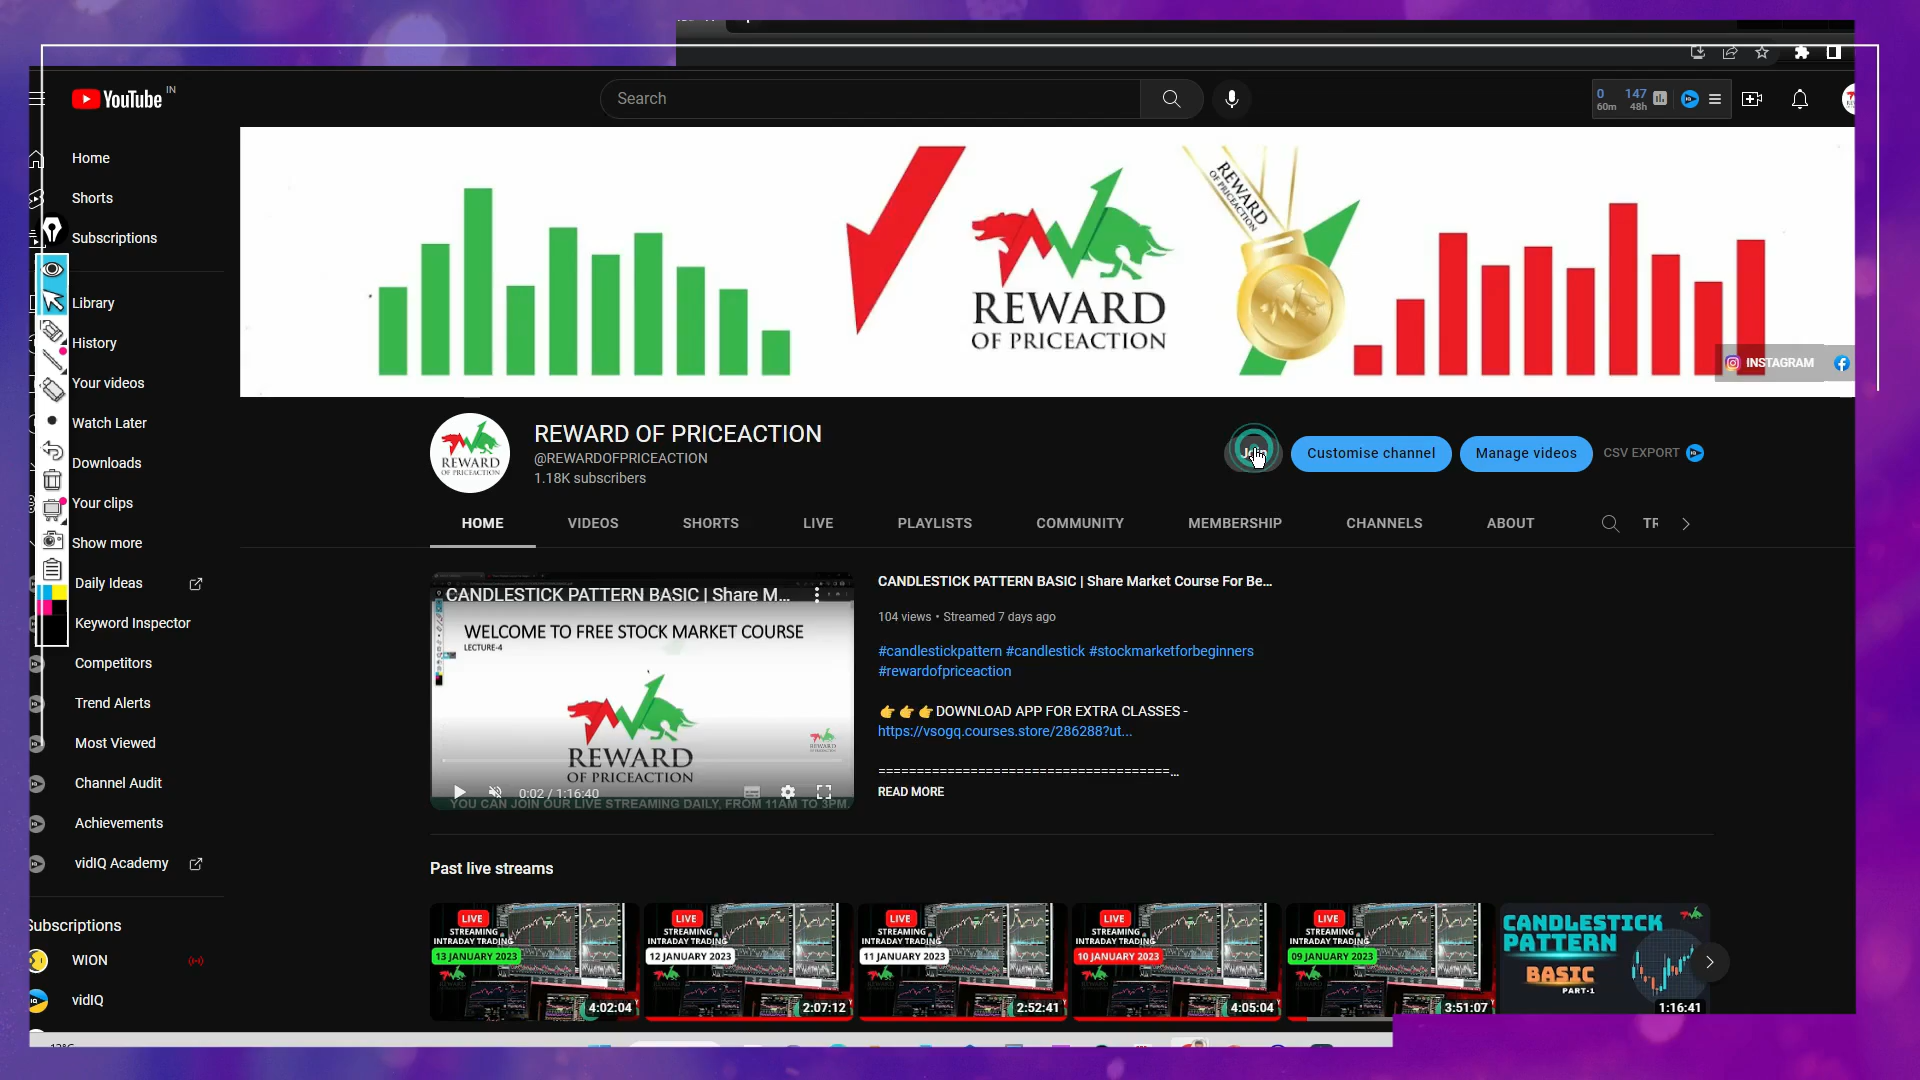 YouTube IN
Search
0 147
60m 48h
Home
Shorts
Subscriptions
Library
History
Your videos
Watch Later
Downloads
Your clips
Show more
Daily Ideas
Keyword Inspector
Competitors
Trend Alerts
Most Viewed
Channel Audit
Achievements
vidIQ Academy
Subscriptions
WION
vidIQ
REWARD
OF PRICEACTION
REWARD
OF PRICEACTION
INSTAGRAM
REWARD
OF PRICEACTION
REWARD OF PRICEACTION
@REWARDOFPRICEACTION
1.18K subscribers
Customise channel
Manage videos
CSV EXPORT
HOME VIDEOS SHORTS LIVE PLAYLISTS COMMUNITY MEMBERSHIP CHANNELS ABOUT
CANDLESTICK PATTERN BASIC | Share M...
WELCOME TO FREE STOCK MARKET COURSE
LECTURE-4
REWARD
OF PRICEACTION
0:02 / 1:16:40
YOU CAN JOIN OUR LIVE STREAMING DAILY, FROM 11AM TO 3PM.
CANDLESTICK PATTERN BASIC | Share Market Course For Be...
104 views • Streamed 7 days ago
#candlestickpattern #candlestick #stockmarketforbeginners
#rewardofpriceaction
DOWNLOAD APP FOR EXTRA CLASSES -
https://vsogq.courses.store/286288?ut...
READ MORE
Past live streams
LIVE
STREAMING
INTRADAY TRADING
13 JANUARY 2023
4:02:04
LIVE
STREAMING
INTRADAY TRADING
12 JANUARY 2023
2:07:12
LIVE
STREAMING
INTRADAY TRADING
11 JANUARY 2023
2:52:41
LIVE
STREAMING
INTRADAY TRADING
10 JANUARY 2023
4:05:04
LIVE
STREAMING
INTRADAY TRADING
09 JANUARY 2023
3:51:07
CANDLESTICK
PATTERN
BASIC
PART-1
1:16:41